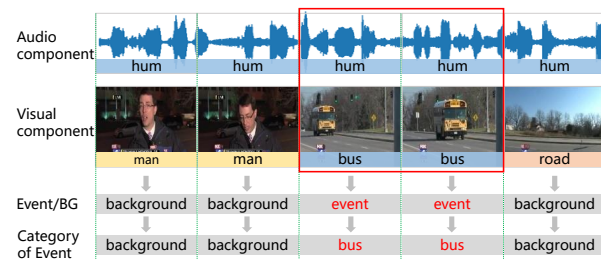 Audio component
hum hum hum hum hum
Visual component
man man bus bus road
Event/BG background background event event background
Category of Event background background bus bus background